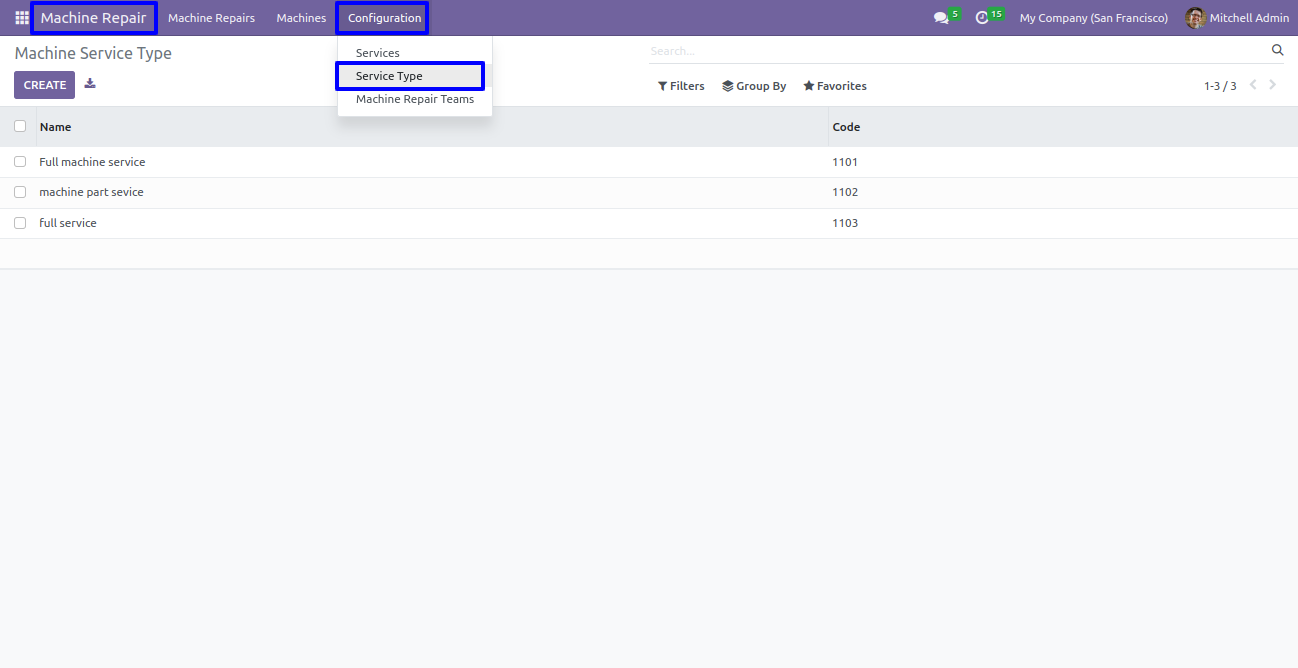 Machine Repair Machine Repairs Machines Configuration 5 15 My Company (San Francisco) Mitchell Admin
Machine Service Type
Search...
CREATE
Services
Service Type
Machine Repair Teams
Filters Group By Favorites 1-3 / 3
Name Code
Full machine service 1101
machine part sevice 1102
full service 1103